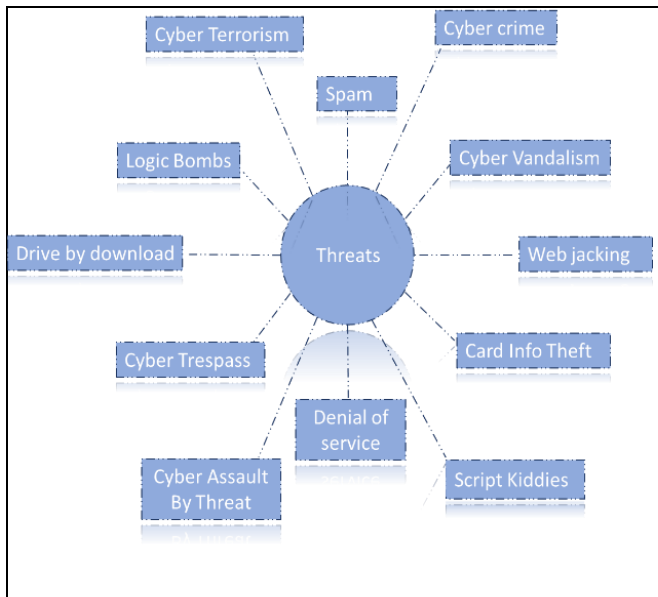 Cyber Terrorism
Cyber crime
Spam
Logic Bombs
Cyber Vandalism
Drive by download
Threats
Web jacking
Cyber Trespass
Card Info Theft
Denial of
service
Cyber Assault
By Threat
Script Kiddies